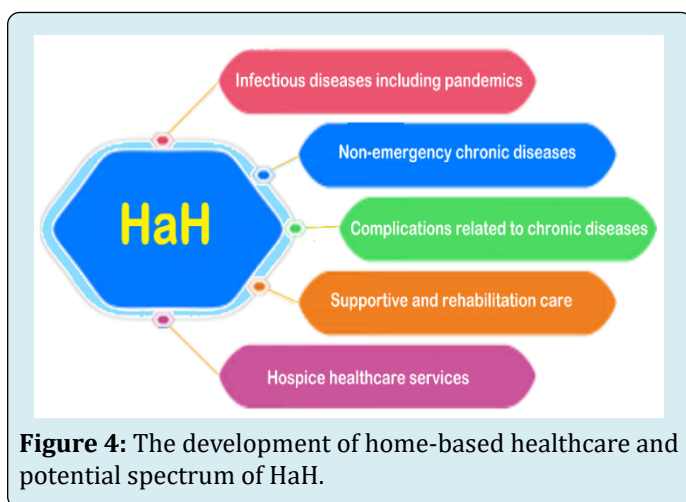 Infectious diseases including pandemics
Non-emergency chronic diseases
HaH
Complications related to chronic diseases
Supportive and rehabilitation care
Hospice healthcare services
Figure 4: The development of home-based healthcare and
potential spectrum of HaH.